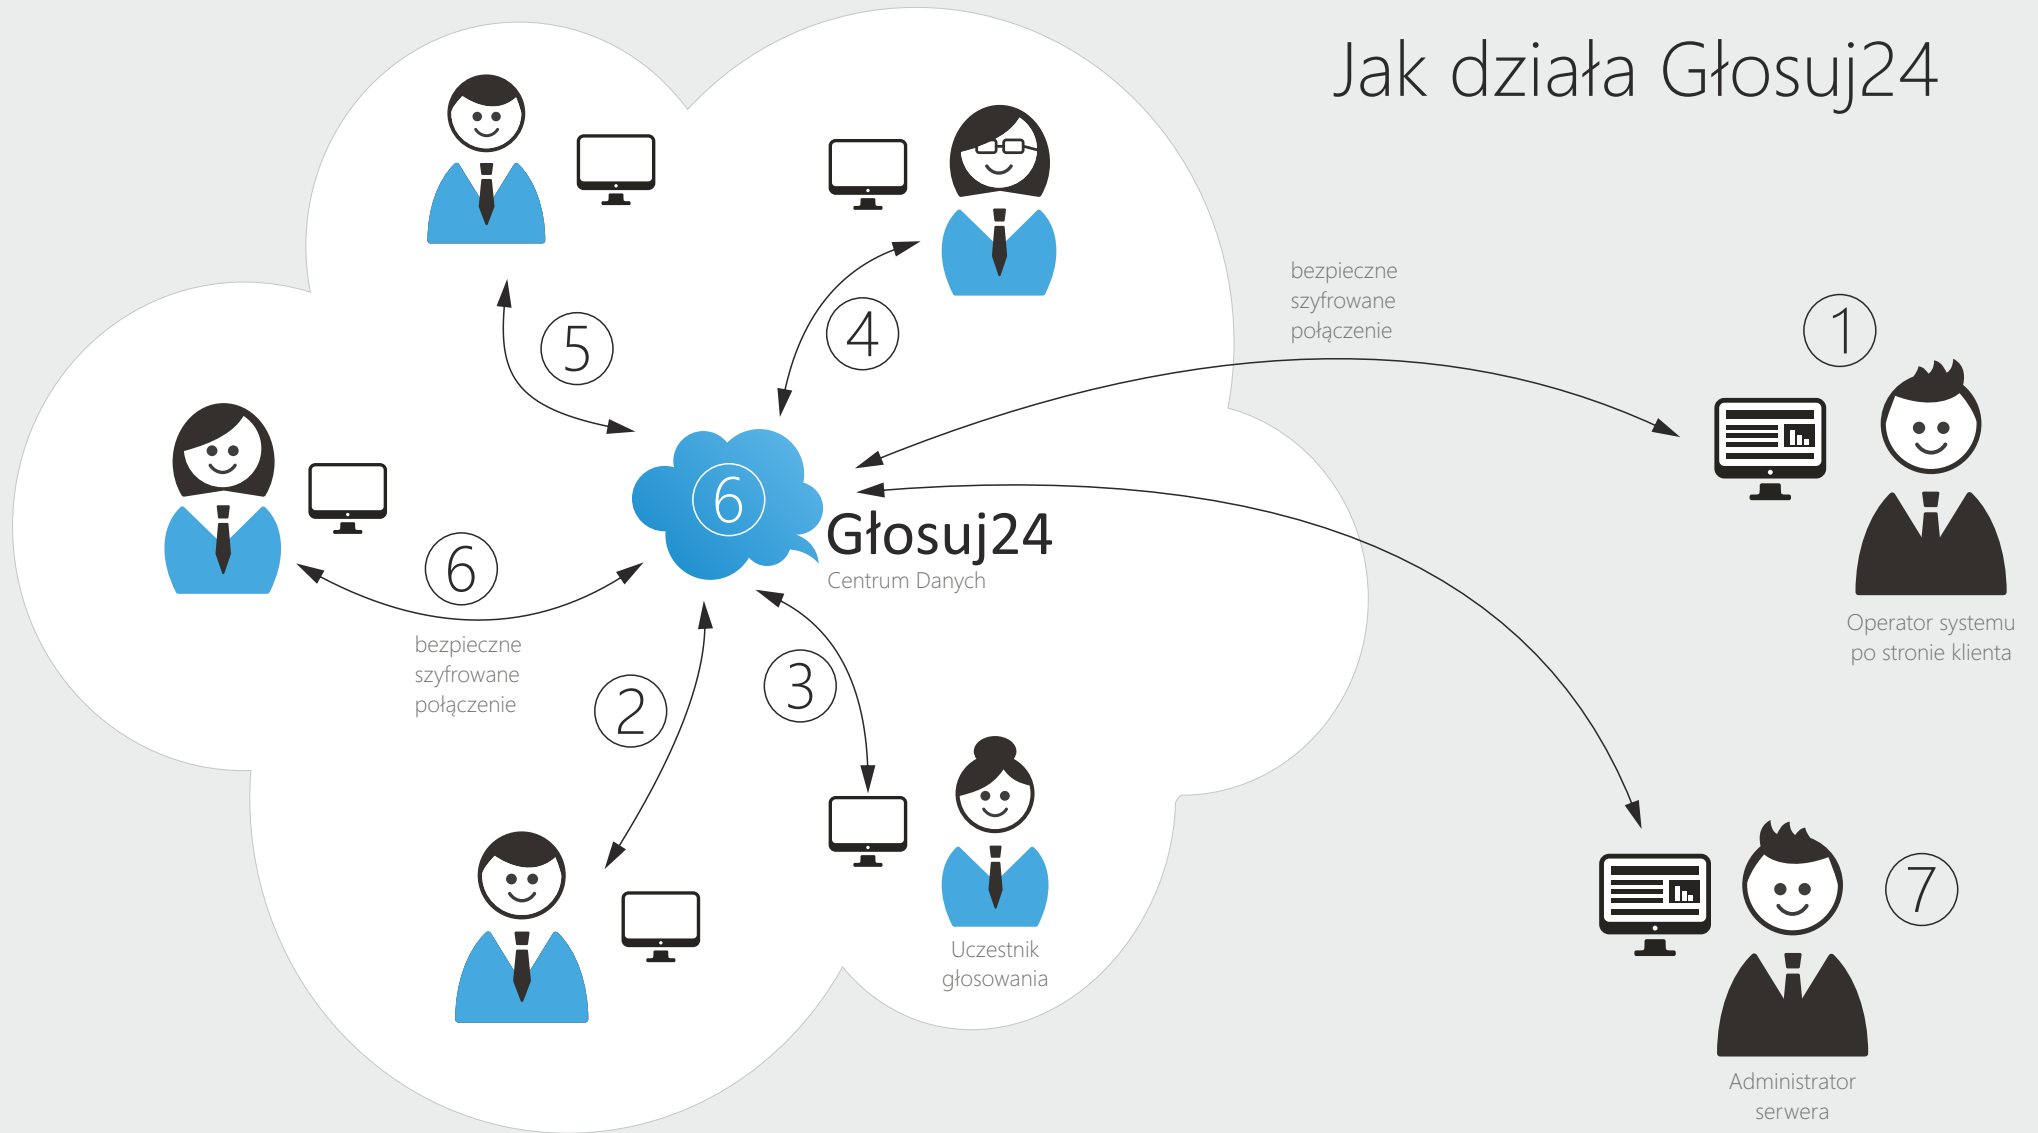 Jak działa Głosuj24
5
4
bezpieczne
szyfrowane
połączenie
1
6
Głosuj24
Centrum Danych
6
bezpieczne
szyfrowane
połączenie
2
3
Operator systemu
po stronie klienta
Uczestnik
głosowania
7
Administrator
serwera